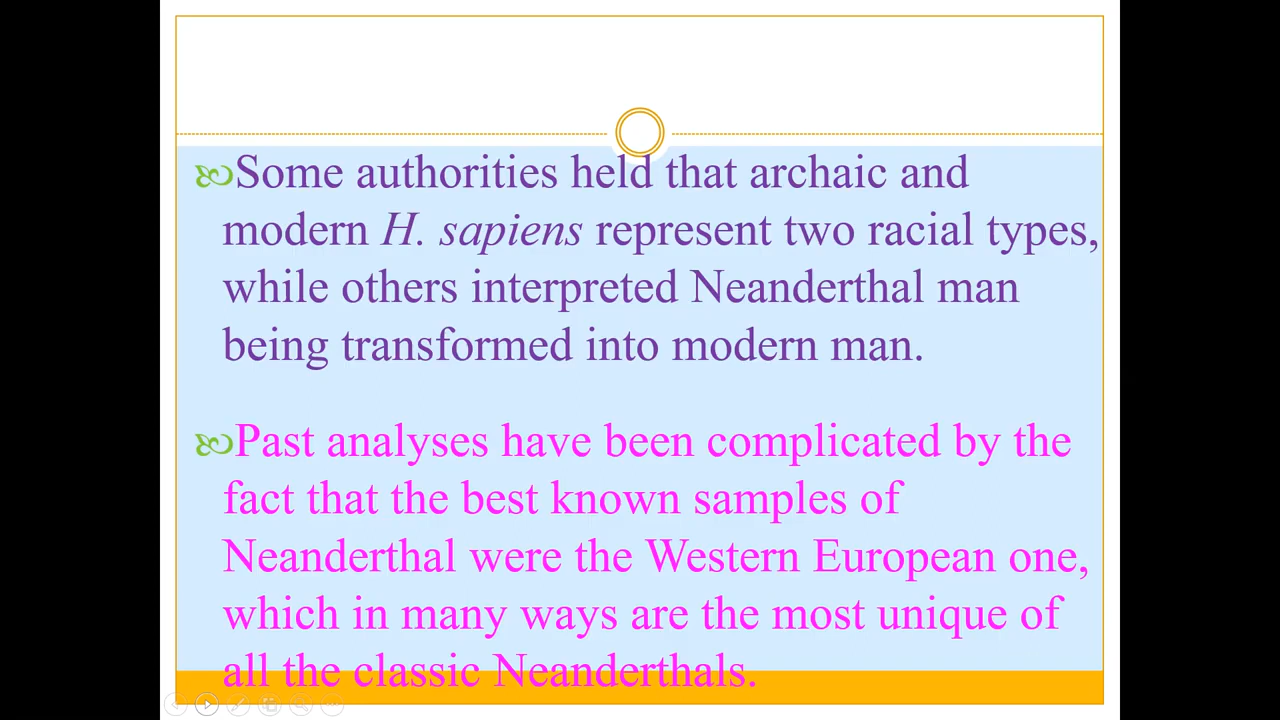 Some authorities held that archaic and
modern H. sapiens represent two racial types,
while others interpreted Neanderthal man
being transformed into modern man.
Past analyses have been complicated by the
fact that the best known samples of
Neanderthal were the Western European one,
which in many ways are the most unique of
all the classic Neanderthals.